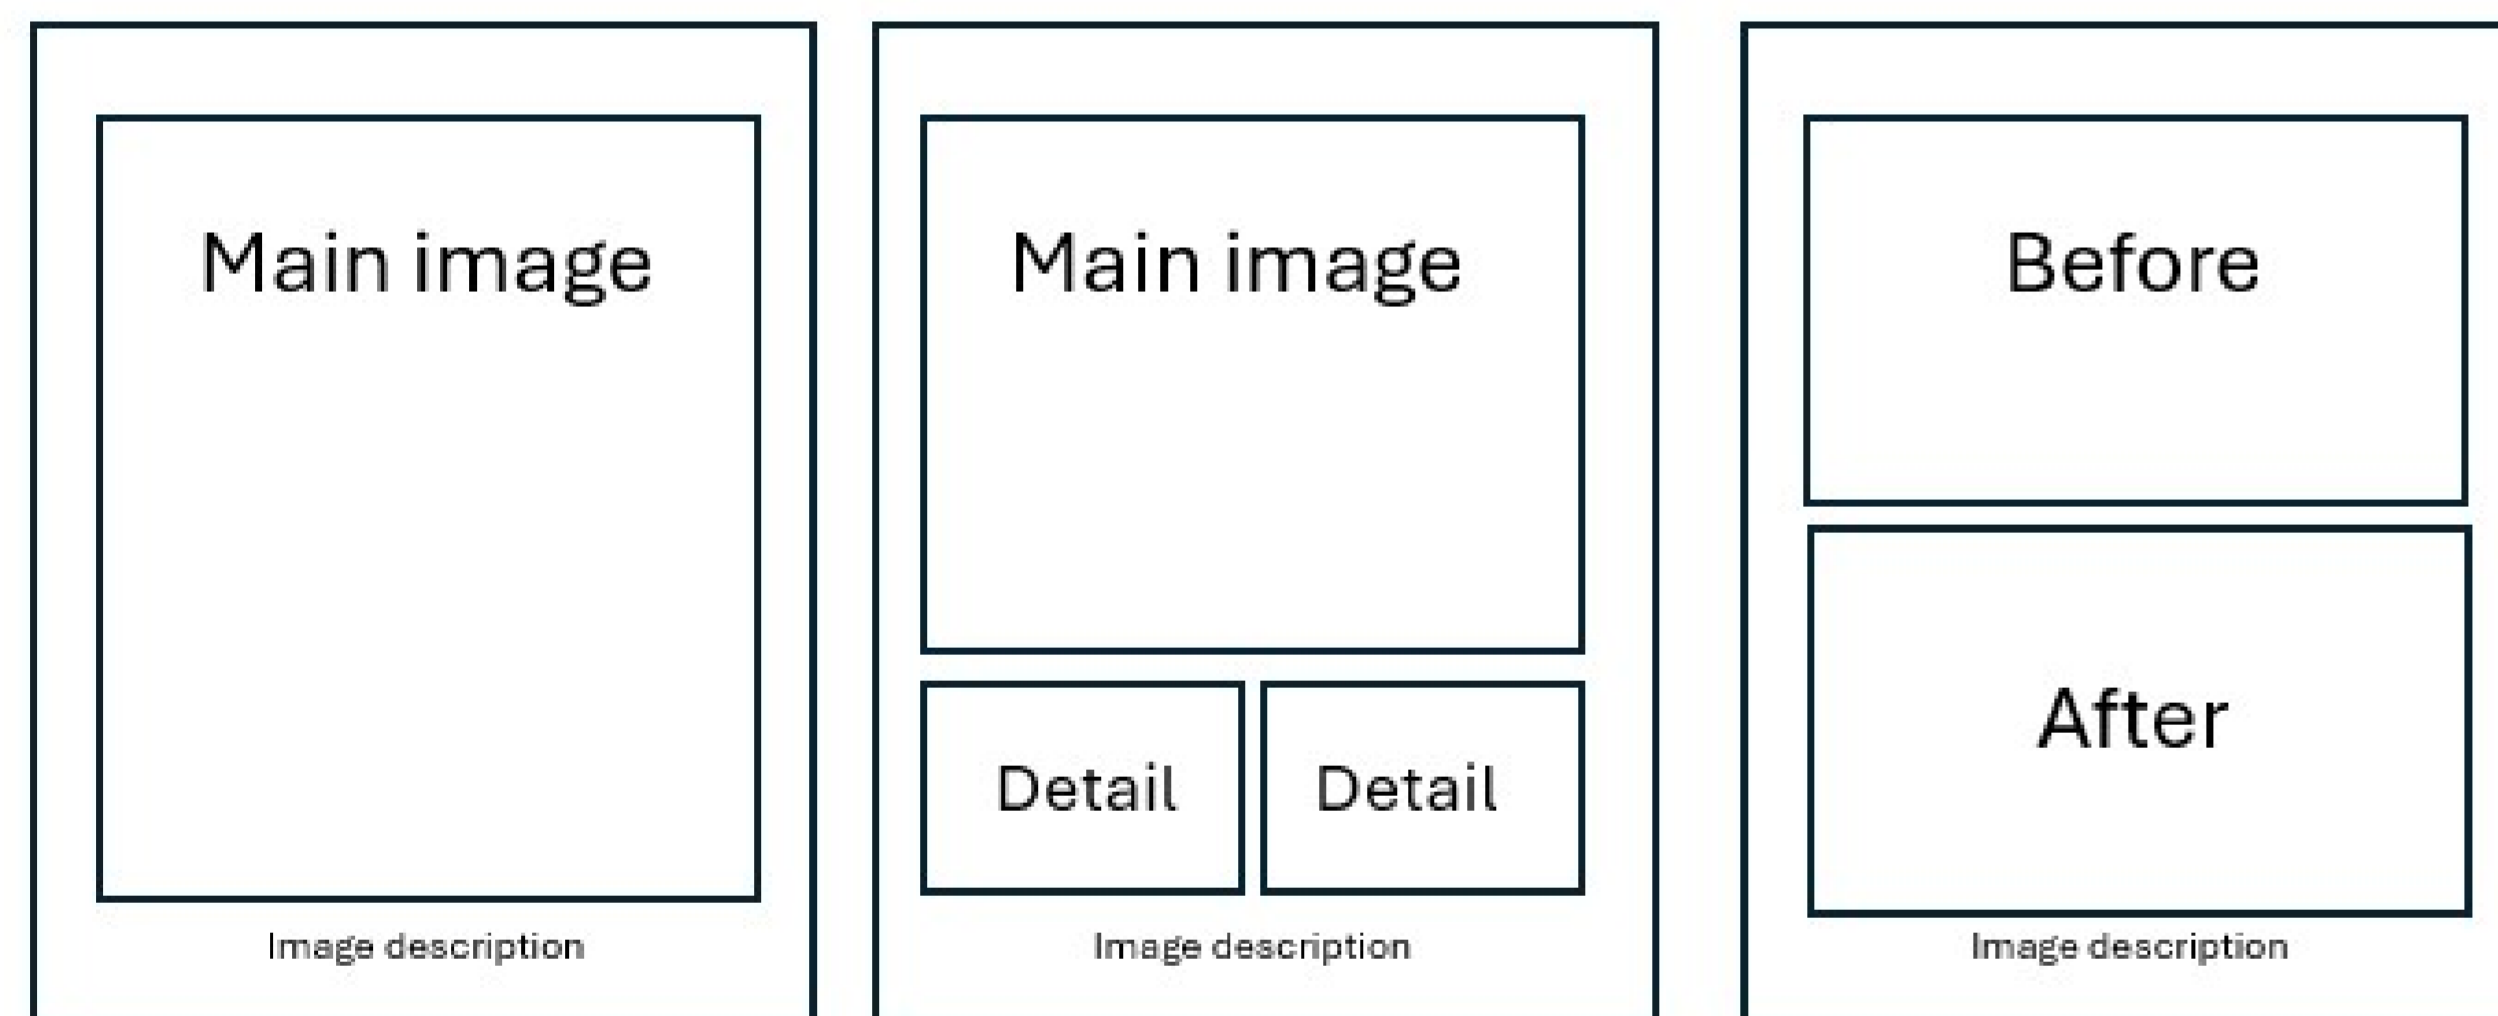 Main image
Image description
Main image
Detail
Detail
Image description
Before
After
Image description